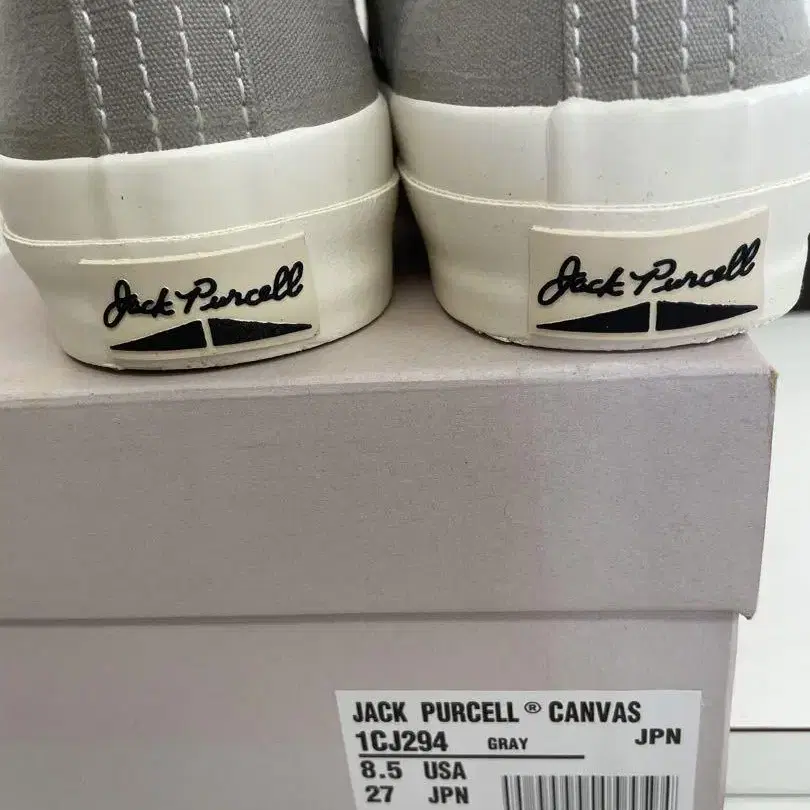 Jack Purcell
Jack Purcell
JACK PURCELL® CANVAS
1CJ294 GRAY JPN
8.5 USA
27 JPN